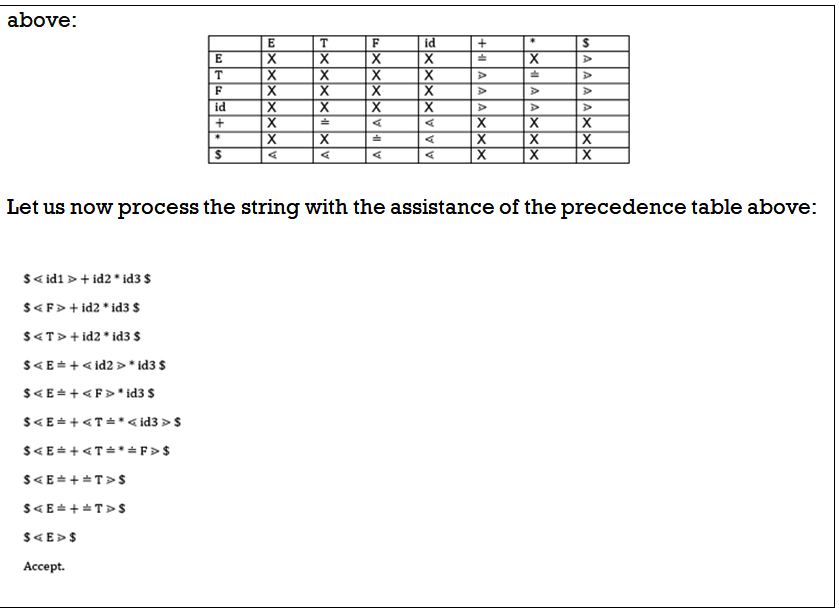 above:
E T F id + * $
E X X X X ≐ X ⋗
T X X X X ⋗ ≐ ⋗
F X X X X ⋗ ⋗ ⋗
id X X X X ⋗ ⋗ ⋗
+ X ≐ ⋖ ⋖ X X X
* X X ≐ ⋖ X X X
$ ⋖ ⋖ ⋖ ⋖ X X X
Let us now process the string with the assistance of the precedence table above:
$ ⋖ id1 ⋗ + id2 * id3 $
$ ⋖ F ⋗ + id2 * id3 $
$ ⋖ T ⋗ + id2 * id3 $
$ ⋖ E ≐ + ⋖ id2 ⋗ * id3 $
$ ⋖ E ≐ + ⋖ F ⋗ * id3 $
$ ⋖ E ≐ + ⋖ T ≐ * ⋖ id3 ⋗ $
$ ⋖ E ≐ + ⋖ T ≐ * ≐ F ⋗ $
$ ⋖ E ≐ + ≐ T ⋗ $
$ ⋖ E ≐ + ≐ T ⋗ $
$ ⋖ E ⋗ $
Accept.